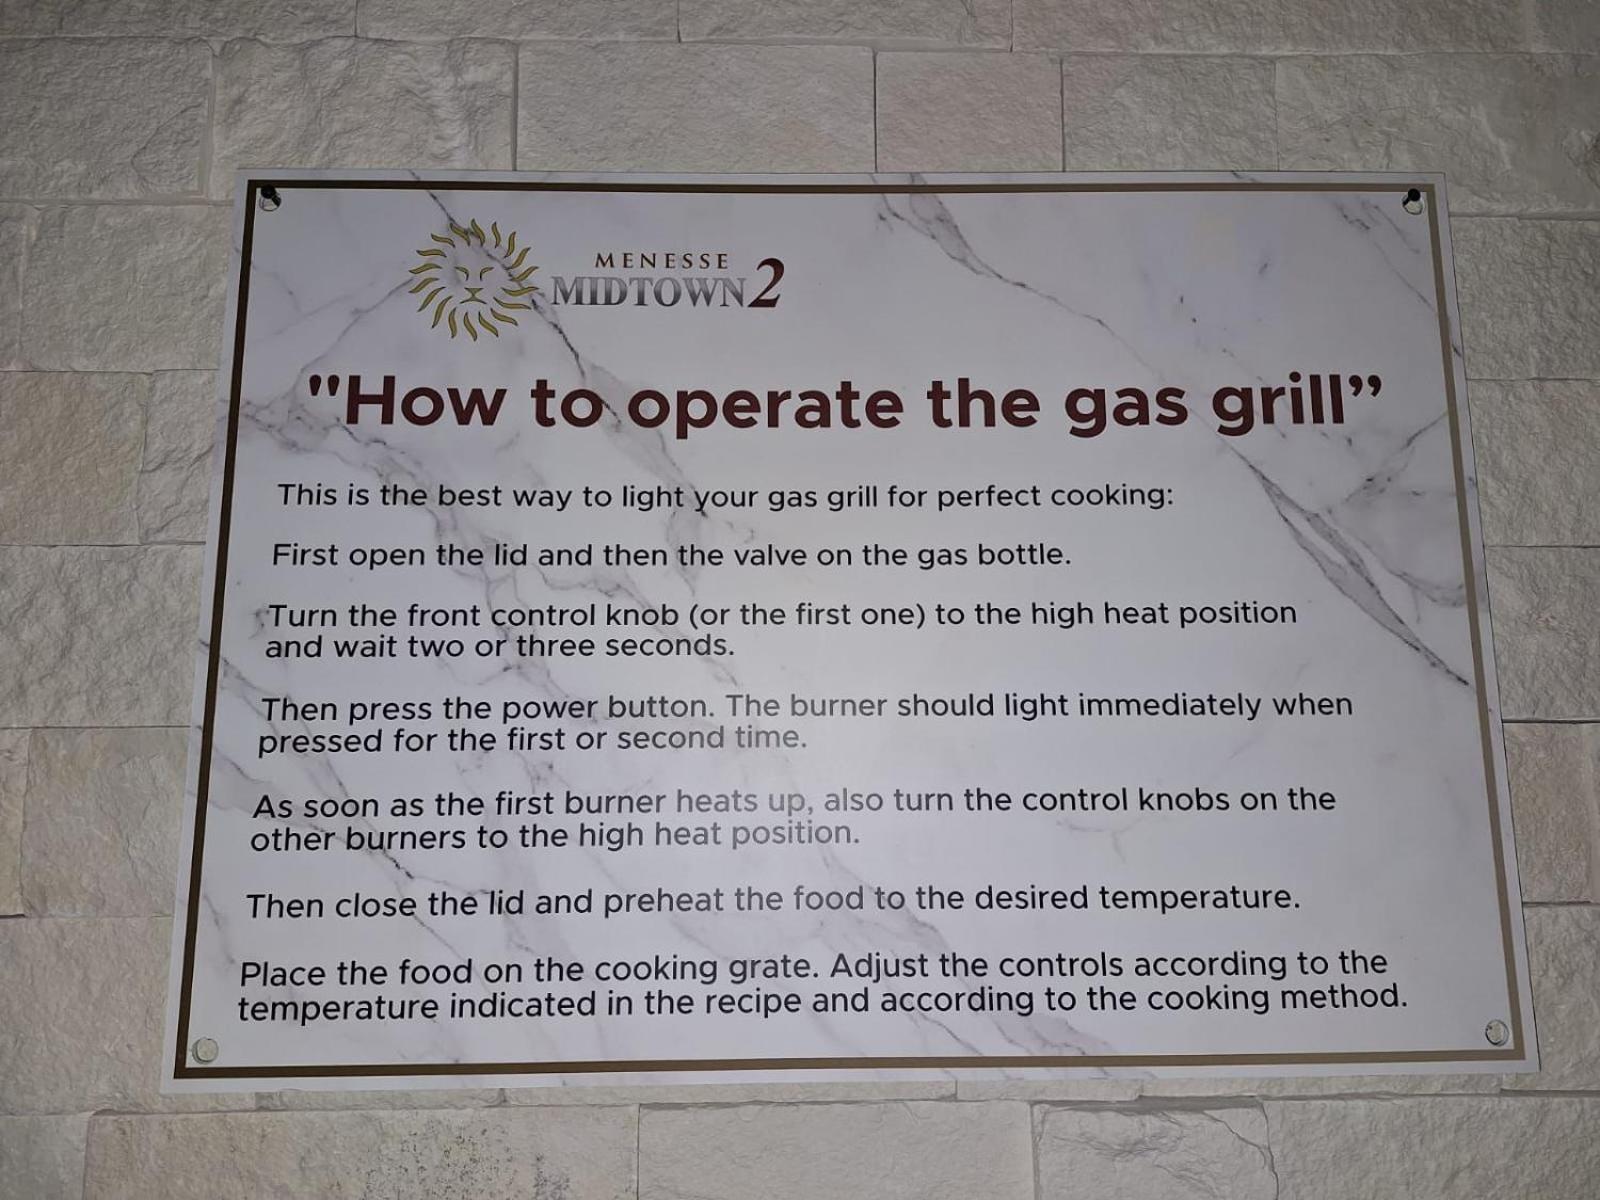 MENESSE
MIDTOWN 2
"How to operate the gas grill”
This is the best way to light your gas grill for perfect cooking:
First open the lid and then the valve on the gas bottle.
Turn the front control knob (or the first one) to the high heat position
and wait two or three seconds.
Then press the power button. The burner should light immediately when
pressed for the first or second time.
As soon as the first burner heats up, also turn the control knobs on the
other burners to the high heat position.
Then close the lid and preheat the food to the desired temperature.
Place the food on the cooking grate. Adjust the controls according to the
temperature indicated in the recipe and according to the cooking method.